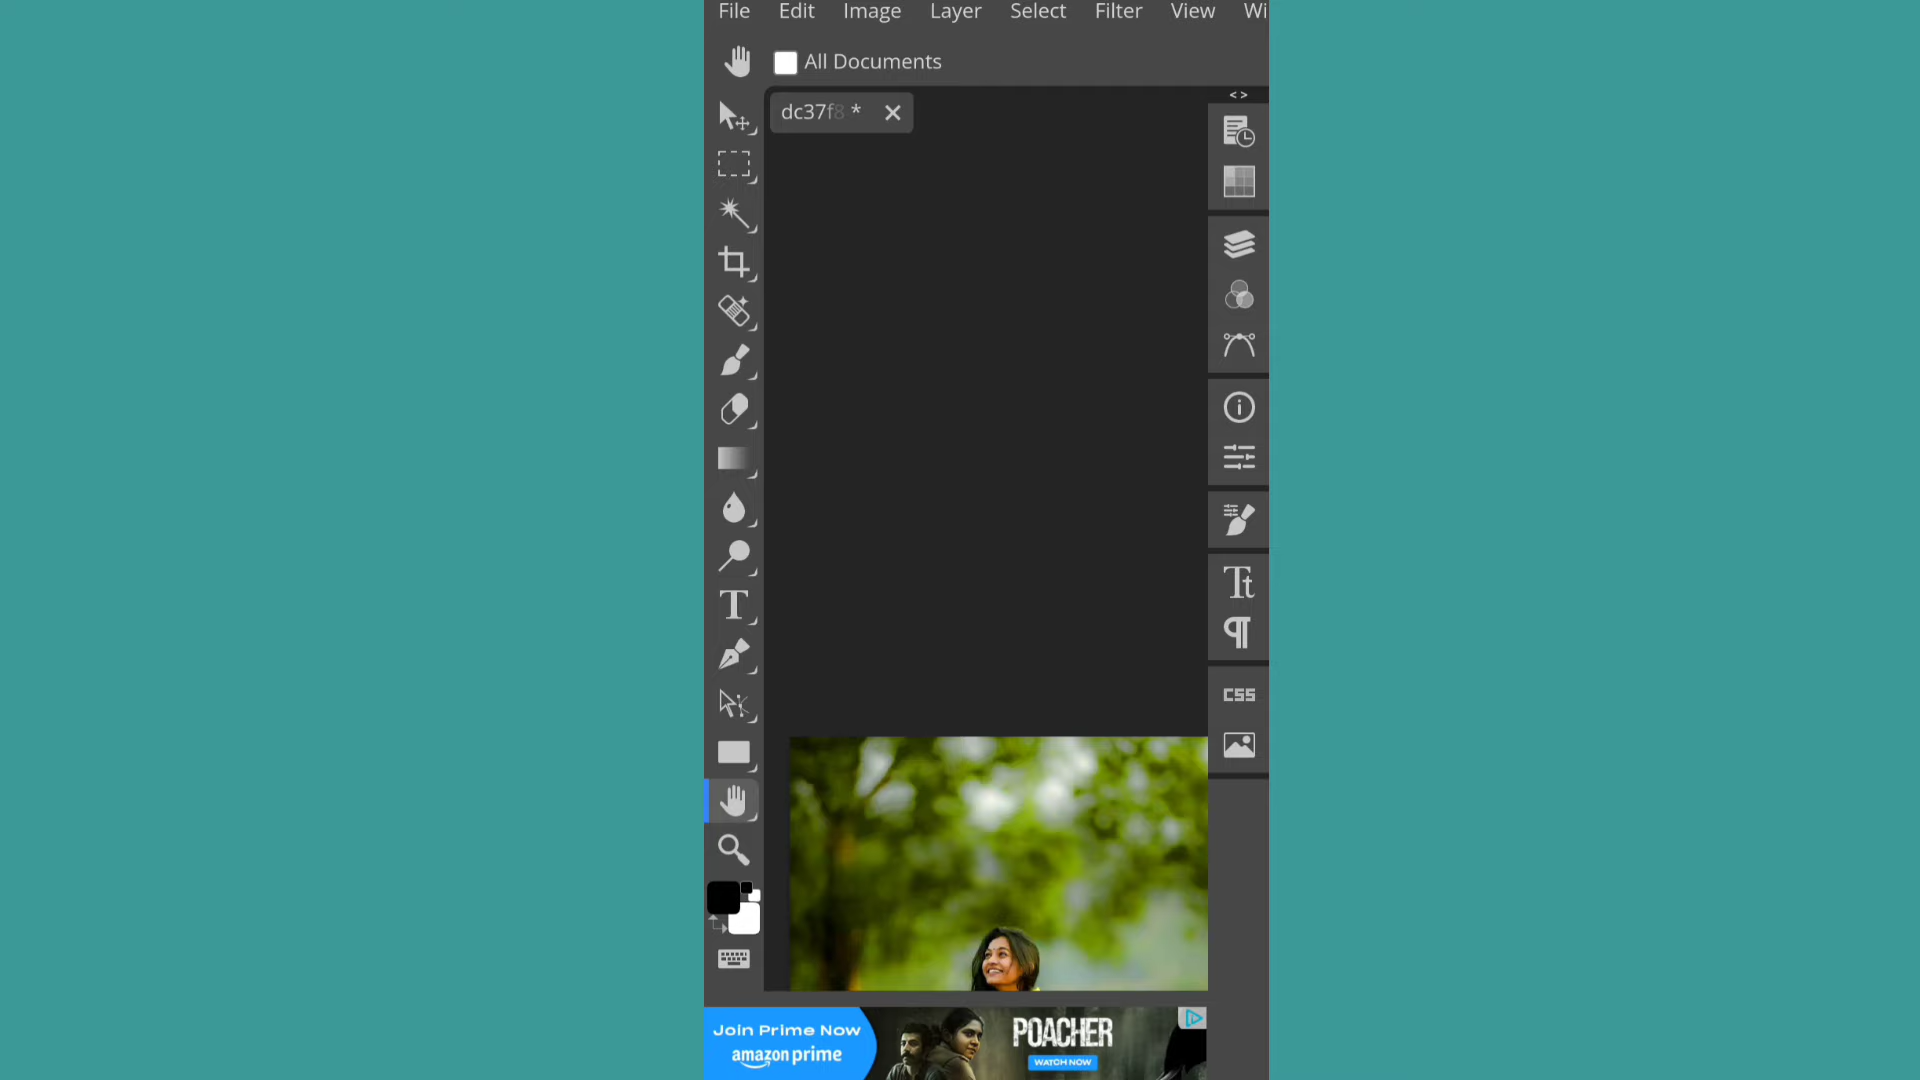 File Edit Image Layer Select Filter View Wi
All Documents
< >
dc37f8 *
T
Tt
¶
CSS
Join Prime Now
amazon prime
POACHER
WATCH NOW